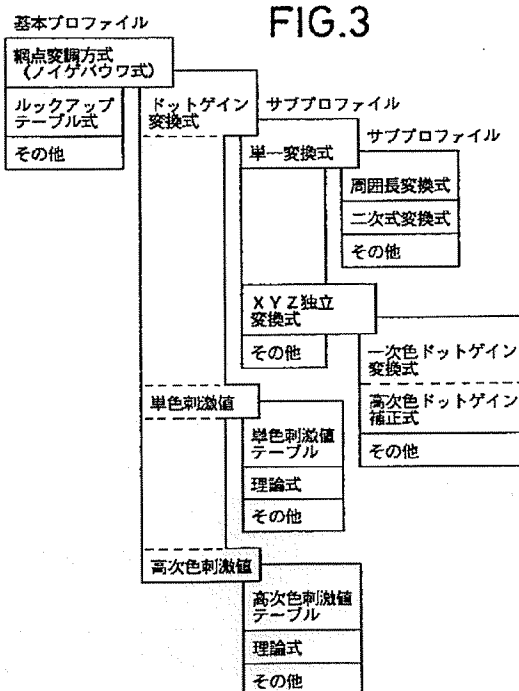 FIG.3
基本プロファイル
網点変調方式
(ノイゲバウワ式)
ルックアップ
テーブル式
その他
ドットゲイン
変換式
サブプロファイル
単一変換式
サブプロファイル
周囲長変換式
二次式変換式
その他
XYZ独立
変換式
その他
一次色ドットゲイン
変換式
高次色ドットゲイン
補正式
その他
単色刺激値
単色刺激値
テーブル
理論式
その他
高次色刺激値
高次色刺激値
テーブル
理論式
その他